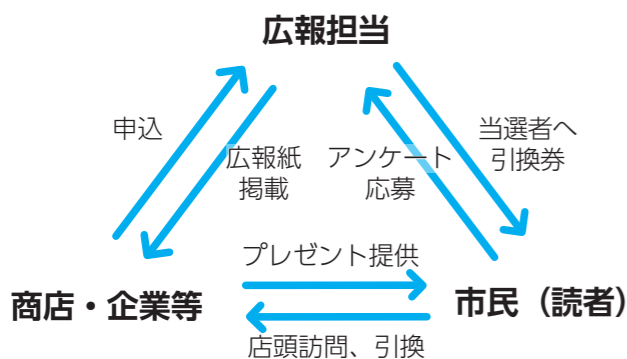 広報担当
申込
広報紙
掲載
アンケート
応募
当選者へ
引換券
プレゼント提供
商店・企業等
市民（読者）
店頭訪問、引換